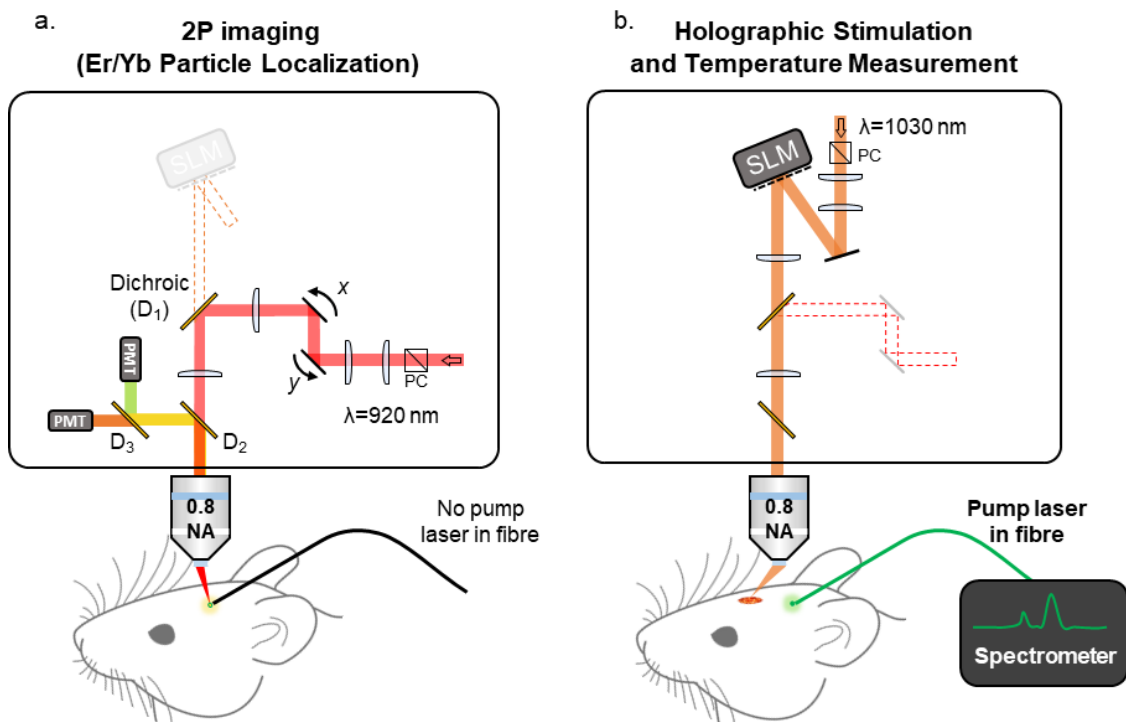 a.
2P imaging
(Er/Yb Particle Localization)
SLM
Dichroic
(D₁)
x
y
PMT
PMT
D₃
D₂
PC
λ=920 nm
0.8
NA
No pump
laser in fibre
b.
Holographic Stimulation
and Temperature Measurement
λ=1030 nm
SLM
PC
0.8
NA
Pump laser
in fibre
Spectrometer